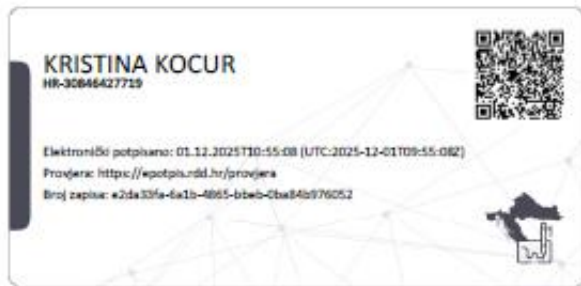 KRISTINA KOCUR
HR-30846427719
Elektronički potpisano: 01.12.2025T10:55:08 (UTC:2025-12-01T09:55:08Z)
Provjera: https://epotpis.rdd.hr/provjera
Broj zapisa: e2da33fa-6a1b-4865-bbeb-0ba84b976052